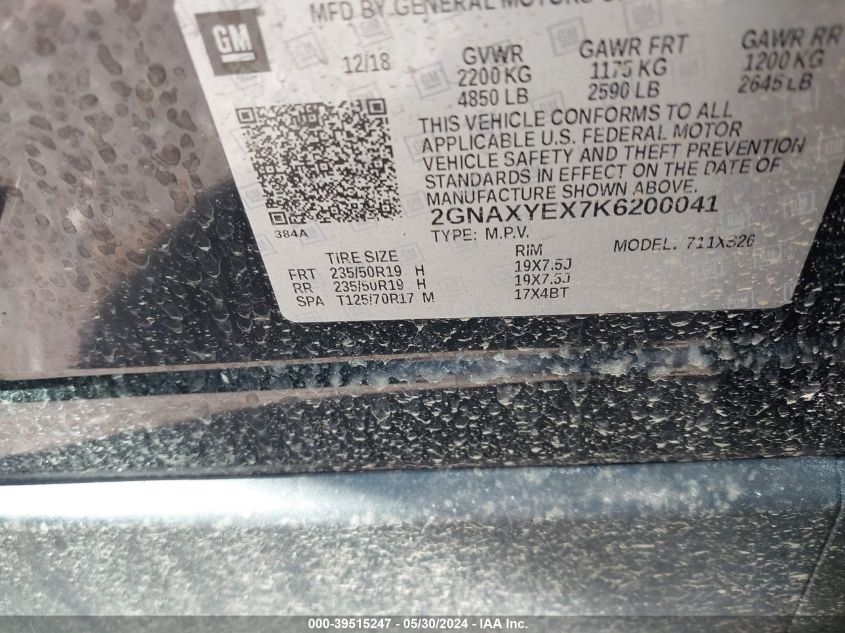 GM
MFD BY GENERAL MOTORS
12/18
GVWR
2200 KG
4850 LB
GAWR FRT
1175 KG
2590 LB
GAWR RR
1200 KG
2645 LB
THIS VEHICLE CONFORMS TO ALL
APPLICABLE U.S. FEDERAL MOTOR
VEHICLE SAFETY AND THEFT PREVENTION
STANDARDS IN EFFECT ON THE DATE OF
MANUFACTURE SHOWN ABOVE.
2GNAXYEX7K6200041
384A
TYPE: M.P.V.
MODEL: 711XS26
TIRE SIZE
RIM
FRT 235/50R19 H 19X7.5J
RR 235/50R19 H 19X7.5J
SPA T125/70R17 M 17X4BT
000-39515247 - 05/30/2024 - IAA Inc.